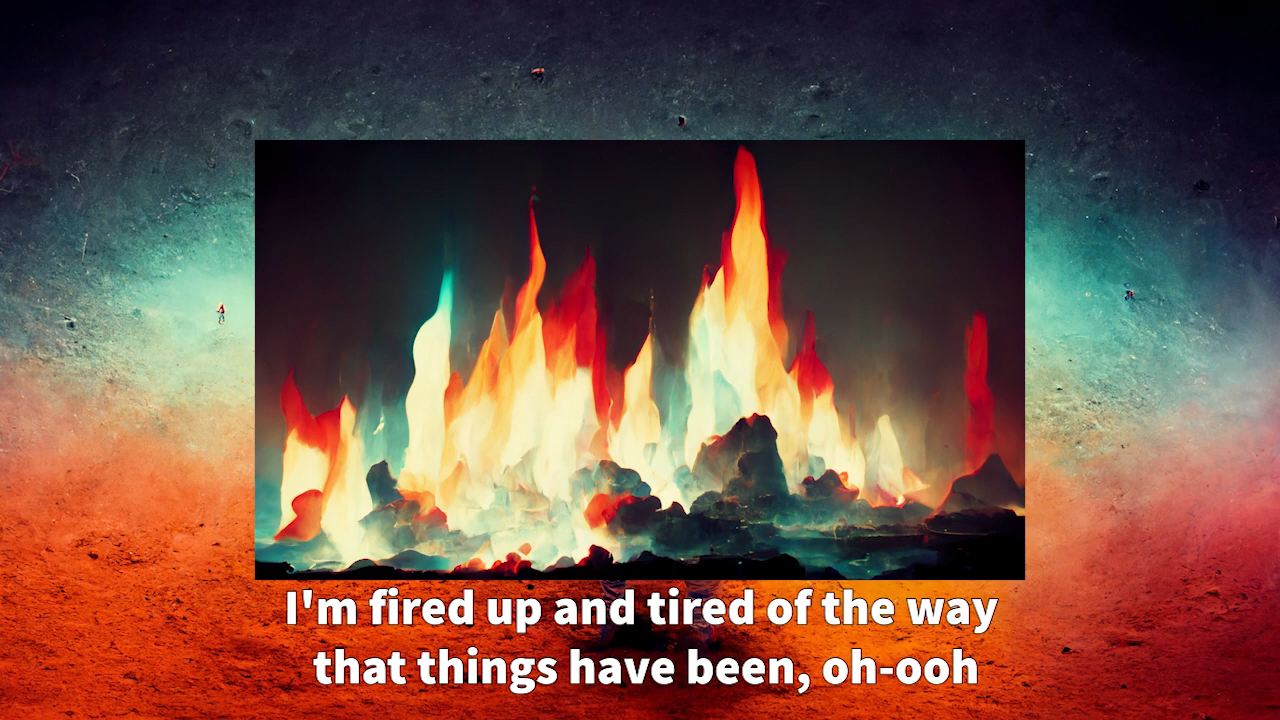 I'm fired up and tired of the way
that things have been, oh-ooh